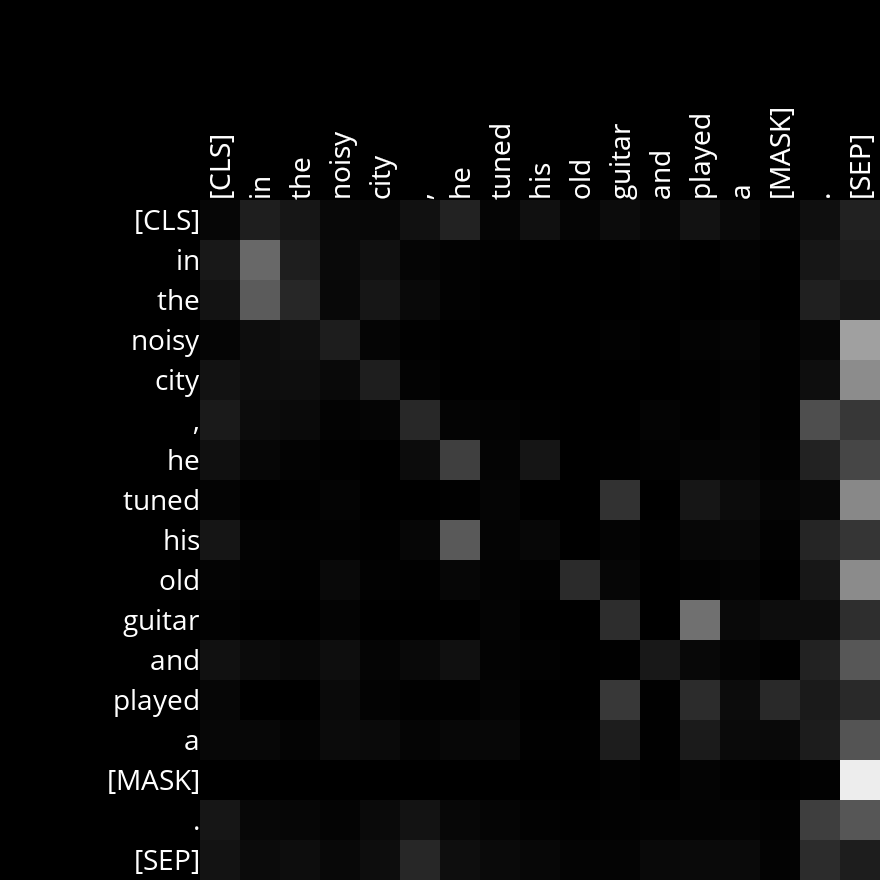 [CLS] in the noisy city , he tuned his old guitar and played a [MASK] . [SEP]
[CLS]
in
the
noisy
city
,
he
tuned
his
old
guitar
and
played
a
[MASK]
.
[SEP]